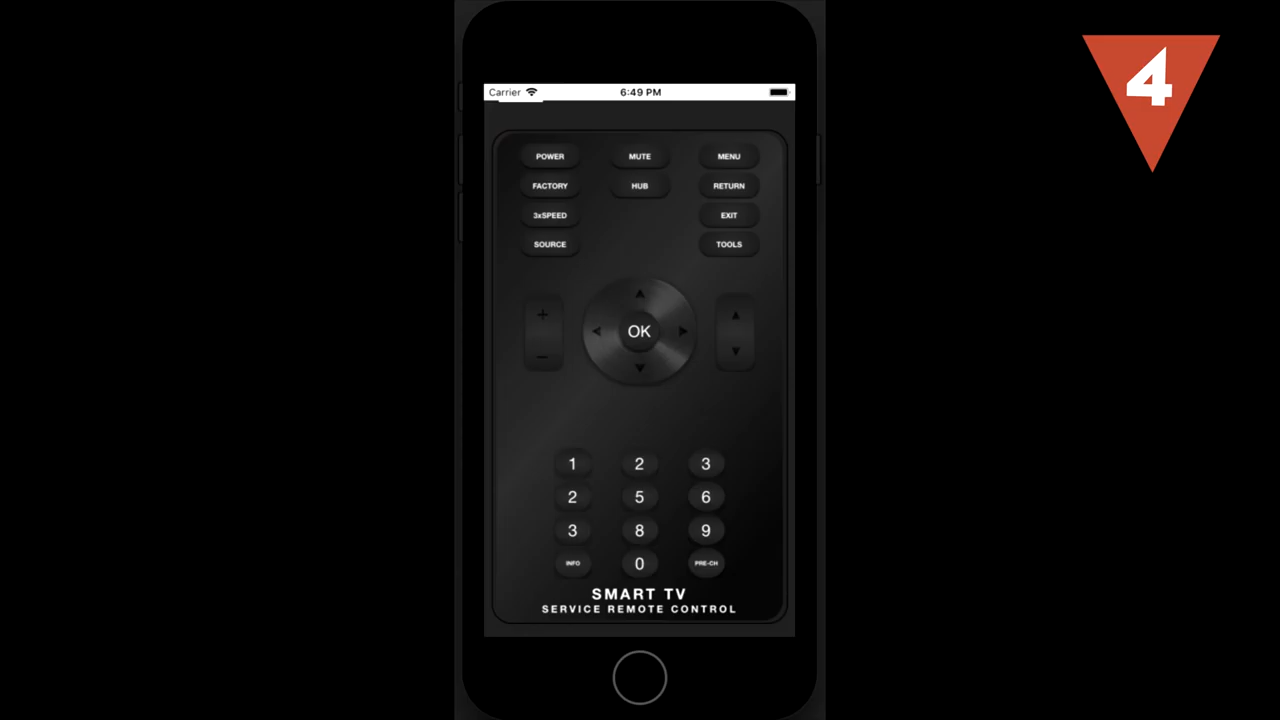 4
Carrier 6:49 PM
POWER MUTE MENU
FACTORY HUB RETURN
3xSPEED EXIT
SOURCE TOOLS
+
OK
−
1 2 3
2 5 6
3 8 9
INFO 0 PRE-CH
SMART TV
SERVICE REMOTE CONTROL